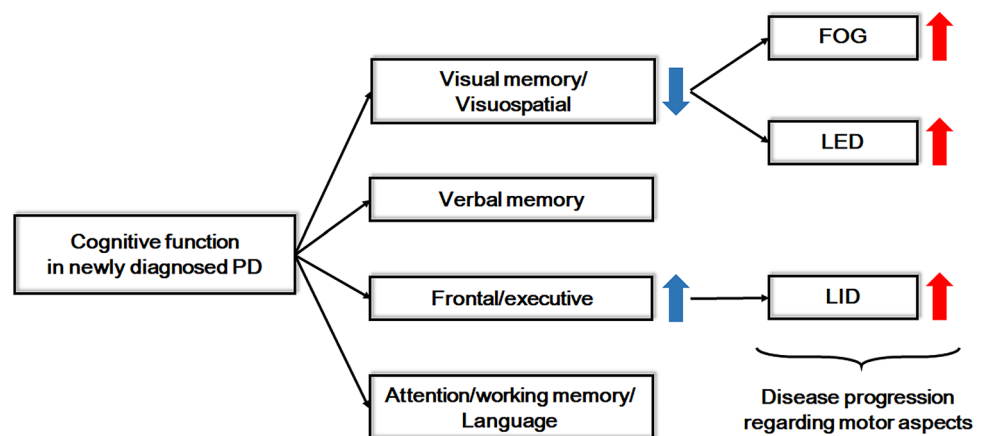 Cognitive function
in newly diagnosed PD
Visual memory/
Visuospatial
Verbal memory
Frontal/executive
Attention/working memory/
Language
FOG
LED
LID
Disease progression
regarding motor aspects